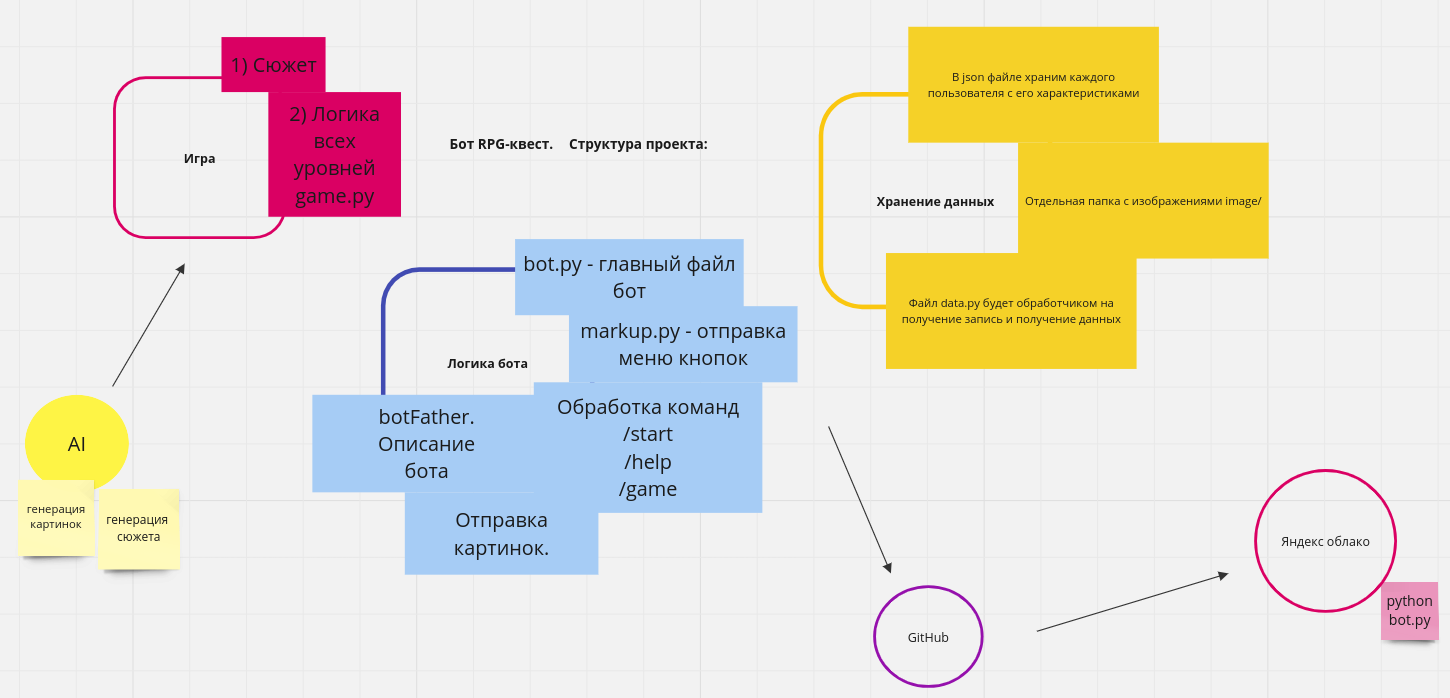 1) Сюжет
2) Логика
всех
уровней
game.py
Игра
Бот RPG-квест. Структура проекта:
В json файле храним каждого
пользователя с его характеристиками
Хранение данных
Отдельная папка с изображениями image/
Файл data.py будет обработчиком на
получение запись и получение данных
bot.py - главный файл
бот
markup.py - отправка
меню кнопок
Логика бота
Обработка команд
/start
/help
/game
botFather.
Описание
бота
Отправка
картинок.
AI
генерация
картинок
генерация
сюжета
GitHub
Яндекс облако
python
bot.py